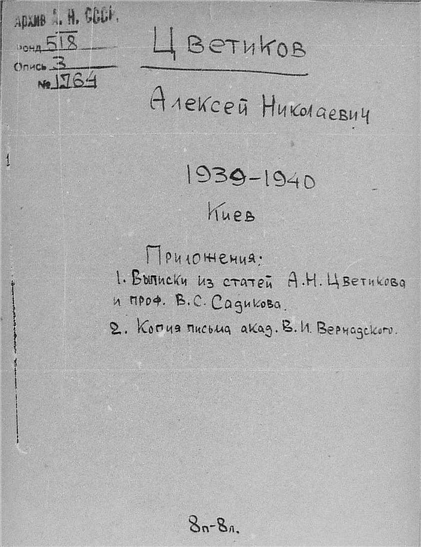 Архив А. Н. СССР.
Фонд 518
Опись 3
№ 1764
Цветиков
Алексей Николаевич
1939-1940
Киев
Приложения:
1. Выписки из статей А.Н. Цветикова
и проф. В.С. Садикова.
2. Копия письма акад. В.И. Вернадского.
8п-8л.